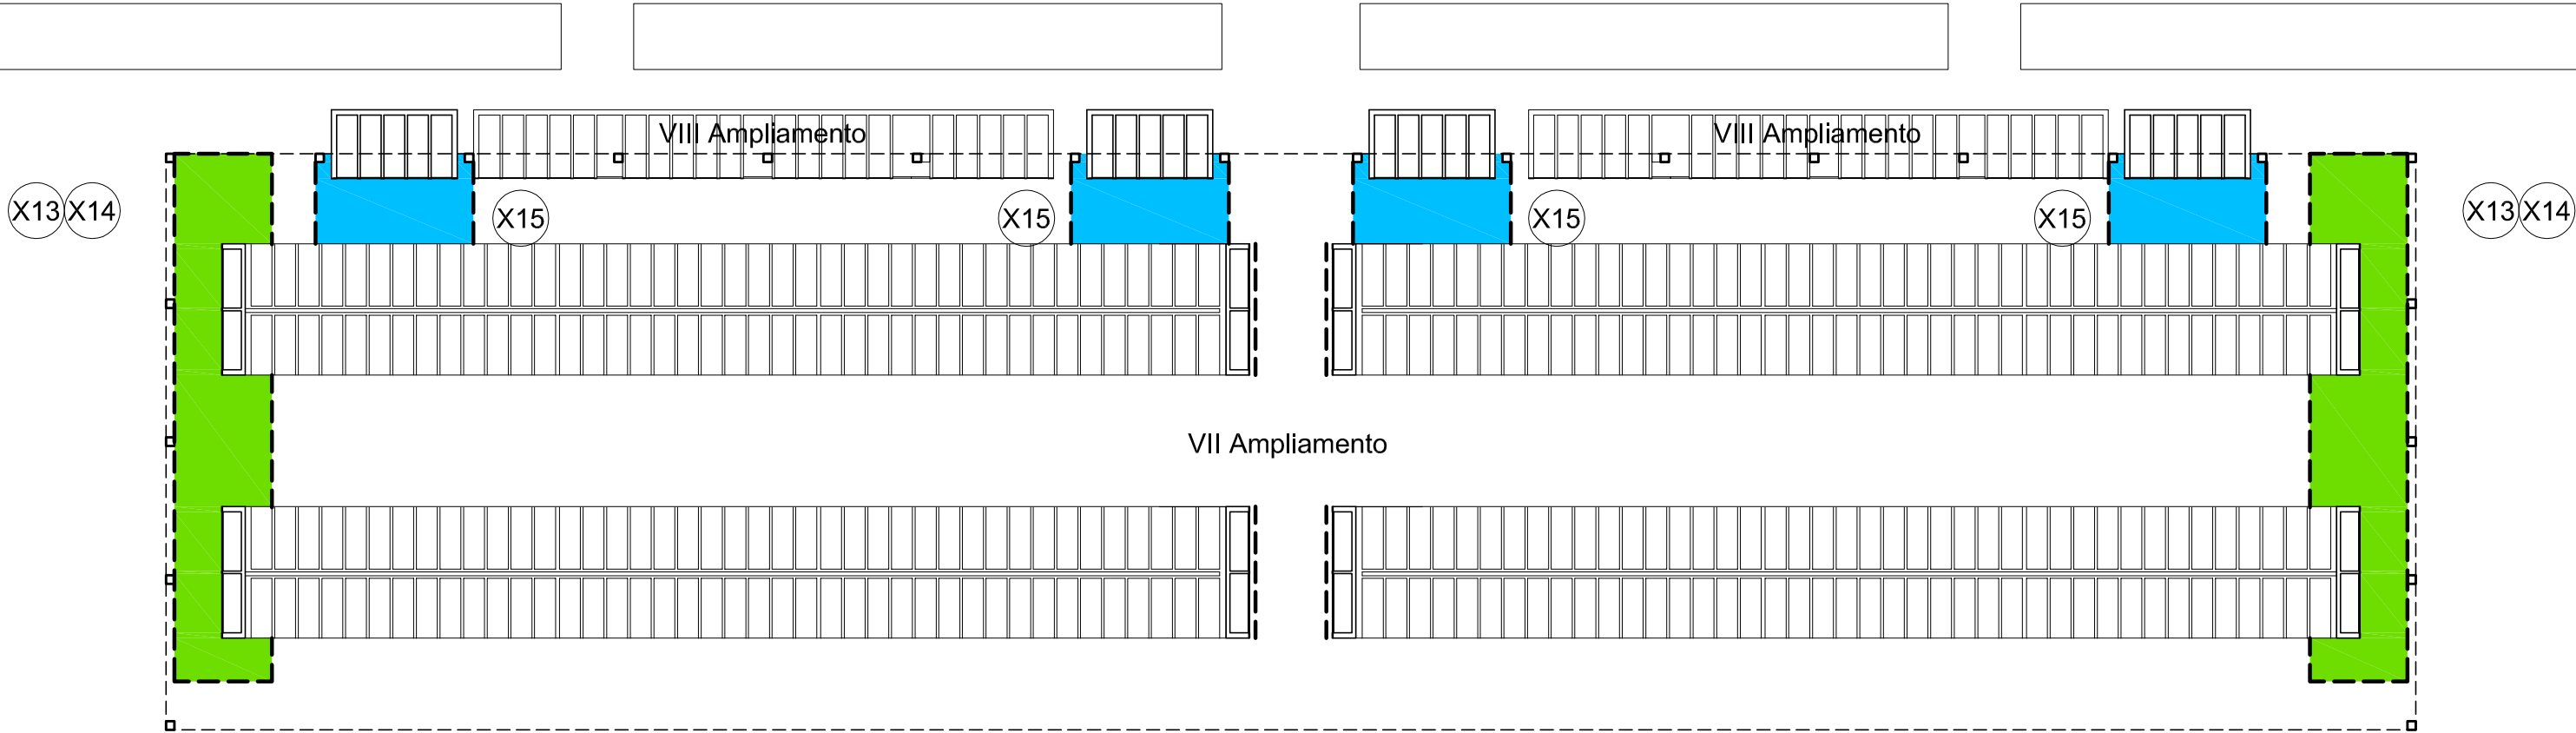 VIII Ampliamento
VIII Ampliamento
X13
X14
X15
X15
X15
X15
X13
X14
VII Ampliamento